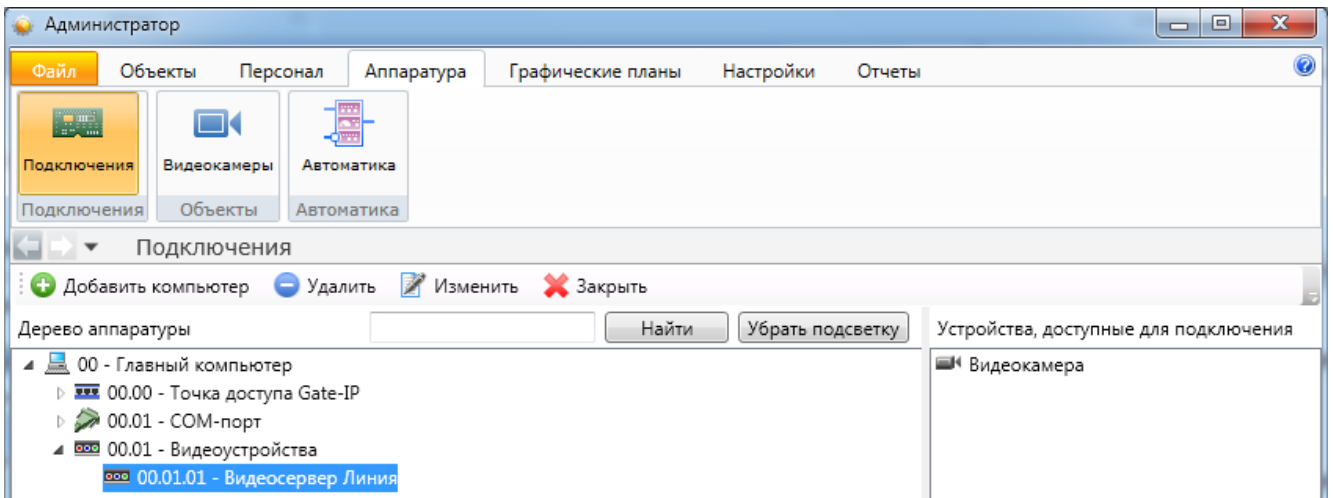 Администратор
Файл Объекты Персонал Аппаратура Графические планы Настройки Отчеты
Подключения Видеокамеры Автоматика
Подключения Объекты Автоматика
Подключения
Добавить компьютер Удалить Изменить Закрыть
Дерево аппаратуры Найти Убрать подсветку Устройства, доступные для подключения
00 - Главный компьютер Видеокамера
00.00 - Точка доступа Gate-IP
00.01 - COM-порт
00.01 - Видеоустройства
00.01.01 - Видеосервер Линия